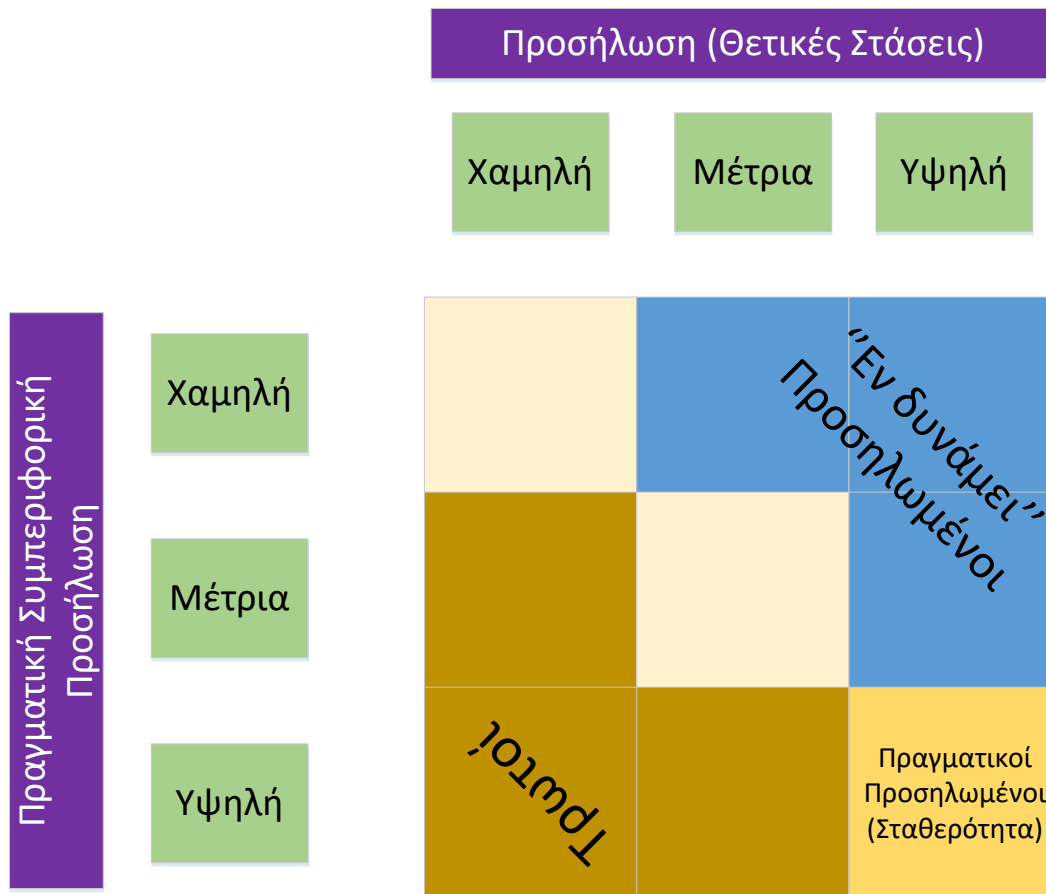 Προσήλωση (Θετικές Στάσεις)
Χαμηλή
Μέτρια
Υψηλή
Πραγματική Συμπεριφορική
Προσήλωση
Χαμηλή
Μέτρια
Υψηλή
“Εν δυνάμει”
Προσηλωμένοι
Τρωτοί
Πραγματικοί
Προσηλωμένοι
(Σταθερότητα)